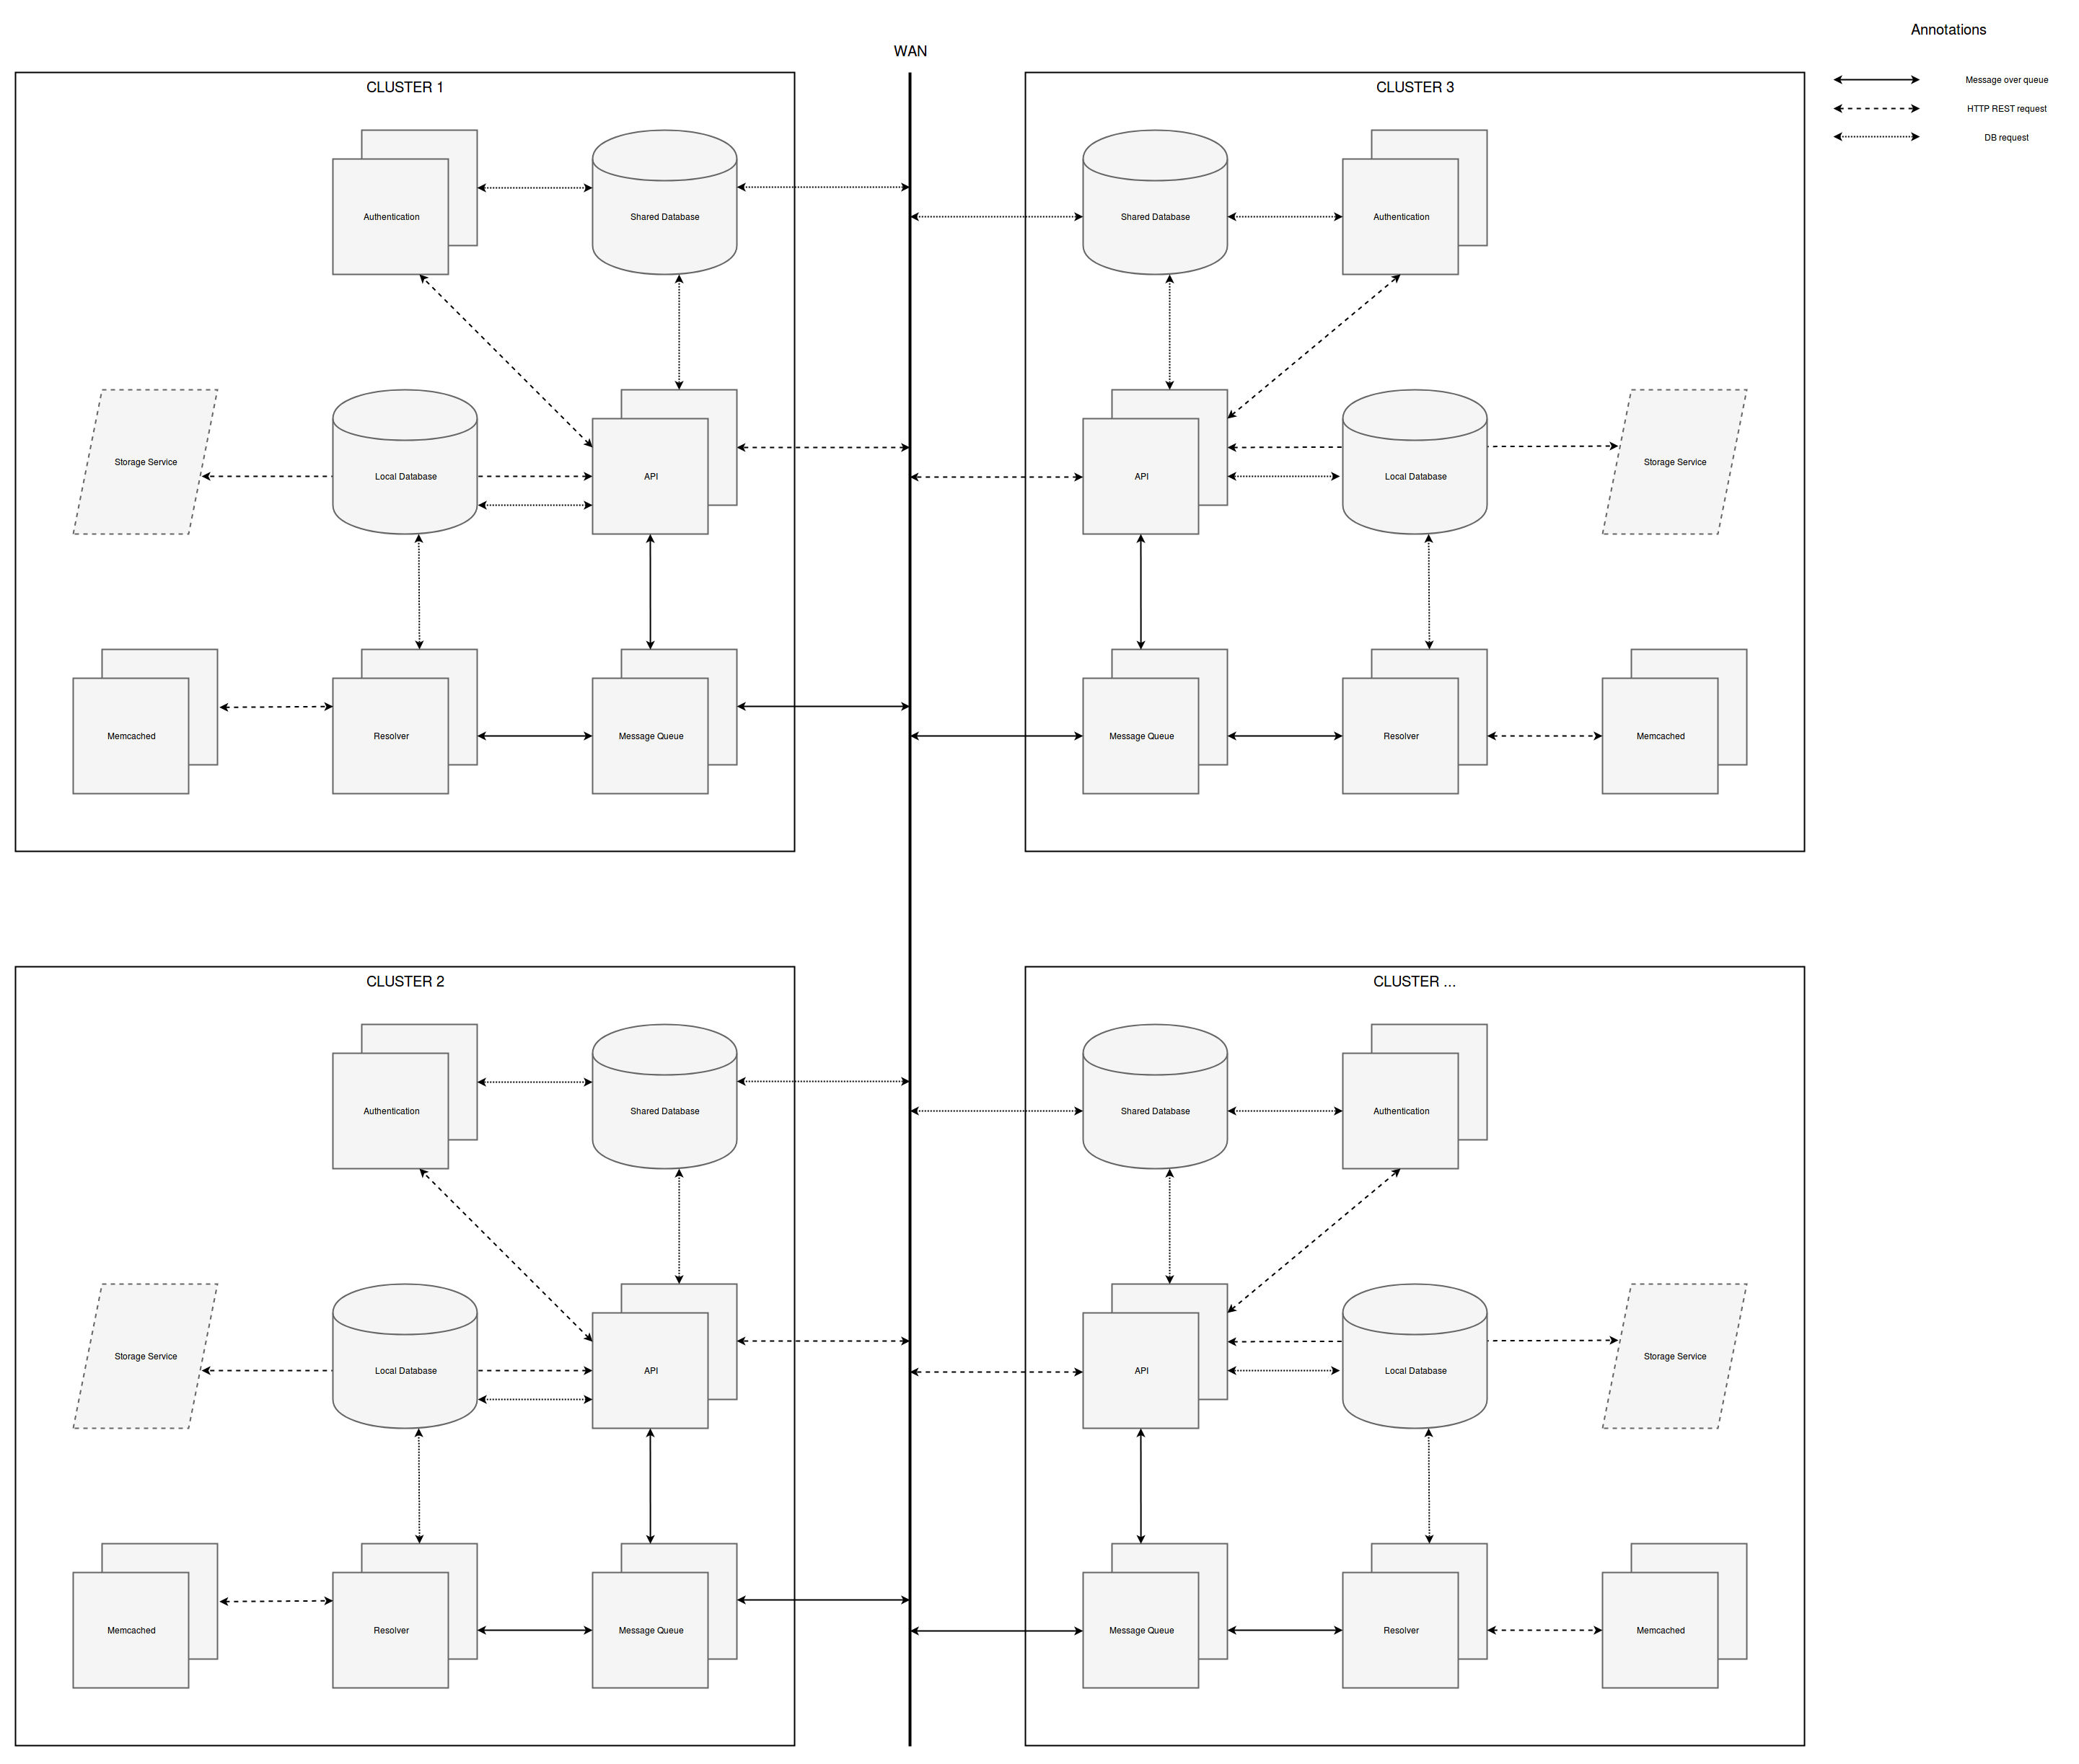 Annotations
WAN
Message over queue
HTTP REST request
DB request
CLUSTER 1
Authentication
Shared Database
Storage Service
Local Database
API
Memcached
Resolver
Message Queue
CLUSTER 3
Shared Database
Authentication
API
Local Database
Storage Service
Message Queue
Resolver
Memcached
CLUSTER 2
Authentication
Shared Database
Storage Service
Local Database
API
Memcached
Resolver
Message Queue
CLUSTER ...
Shared Database
Authentication
API
Local Database
Storage Service
Message Queue
Resolver
Memcached